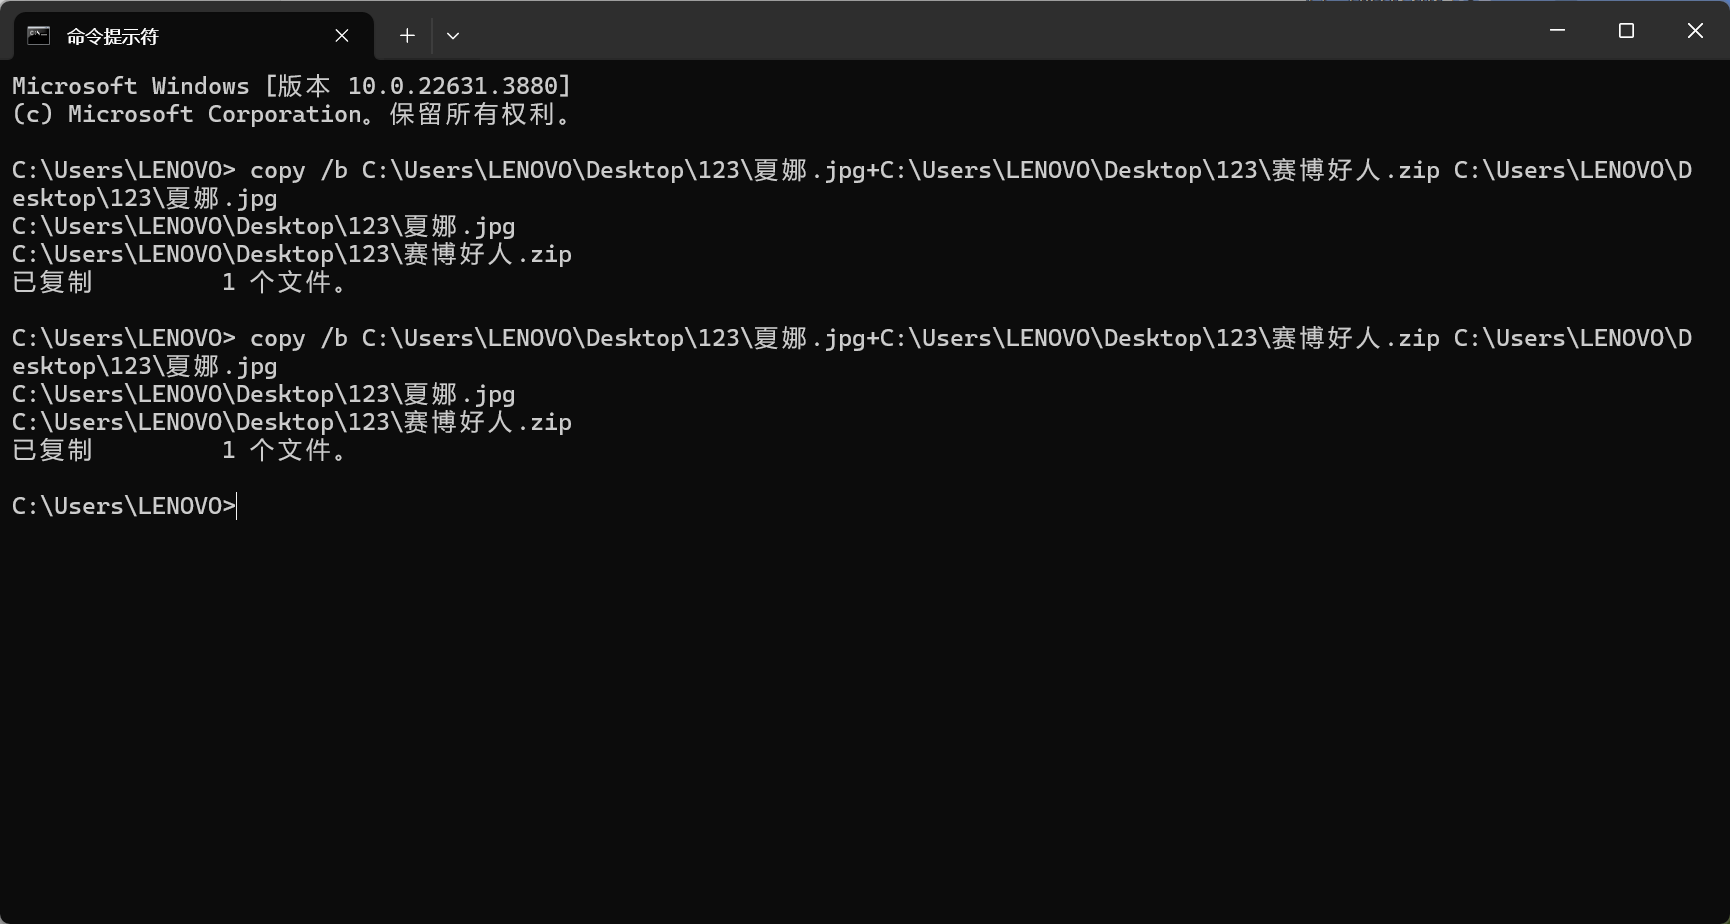 命令提示符
Microsoft Windows [版本 10.0.22631.3880]
(c) Microsoft Corporation。保留所有权利。
C:\Users\LENOVO> copy /b C:\Users\LENOVO\Desktop\123\夏娜.jpg+C:\Users\LENOVO\Desktop\123\赛博好人.zip C:\Users\LENOVO\D
esktop\123\夏娜.jpg
C:\Users\LENOVO\Desktop\123\夏娜.jpg
C:\Users\LENOVO\Desktop\123\赛博好人.zip
已复制         1 个文件。
C:\Users\LENOVO> copy /b C:\Users\LENOVO\Desktop\123\夏娜.jpg+C:\Users\LENOVO\Desktop\123\赛博好人.zip C:\Users\LENOVO\D
esktop\123\夏娜.jpg
C:\Users\LENOVO\Desktop\123\夏娜.jpg
C:\Users\LENOVO\Desktop\123\赛博好人.zip
已复制         1 个文件。
C:\Users\LENOVO>